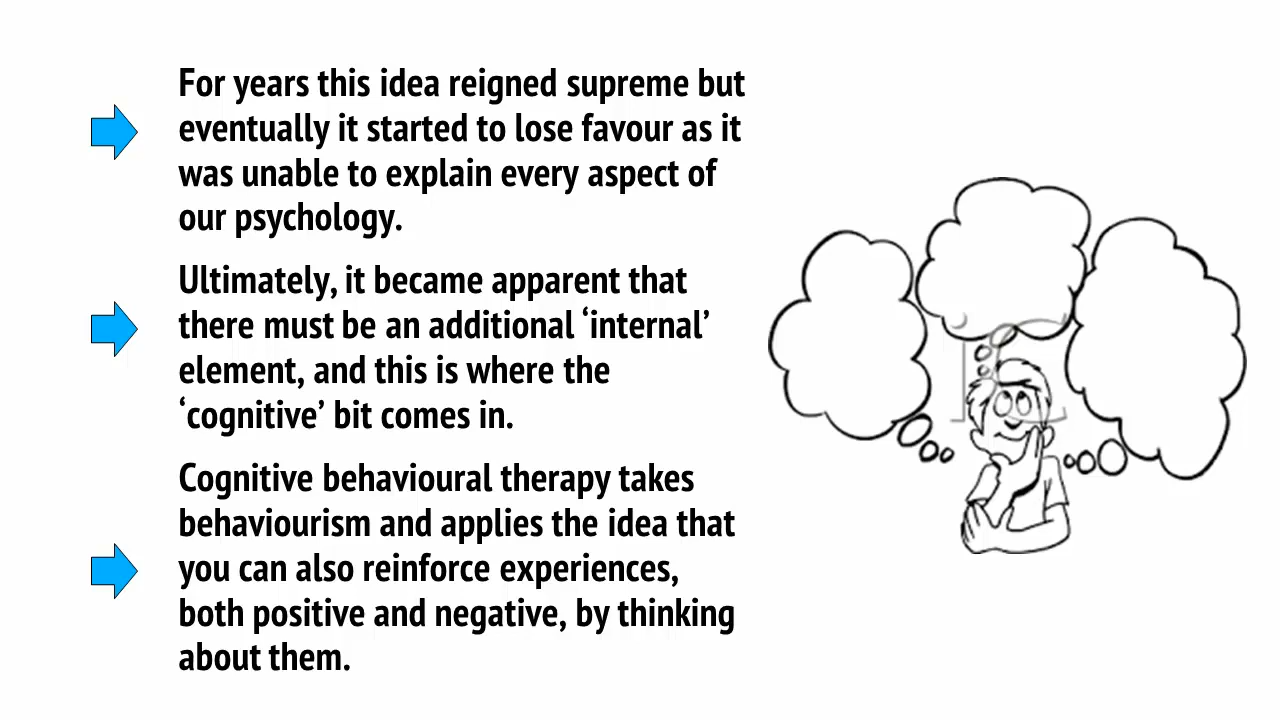 For years this idea reigned supreme but
eventually it started to lose favour as it
was unable to explain every aspect of
our psychology.
Ultimately, it became apparent that
there must be an additional ‘internal’
element, and this is where the
‘cognitive’ bit comes in.
Cognitive behavioural therapy takes
behaviourism and applies the idea that
you can also reinforce experiences,
both positive and negative, by thinking
about them.